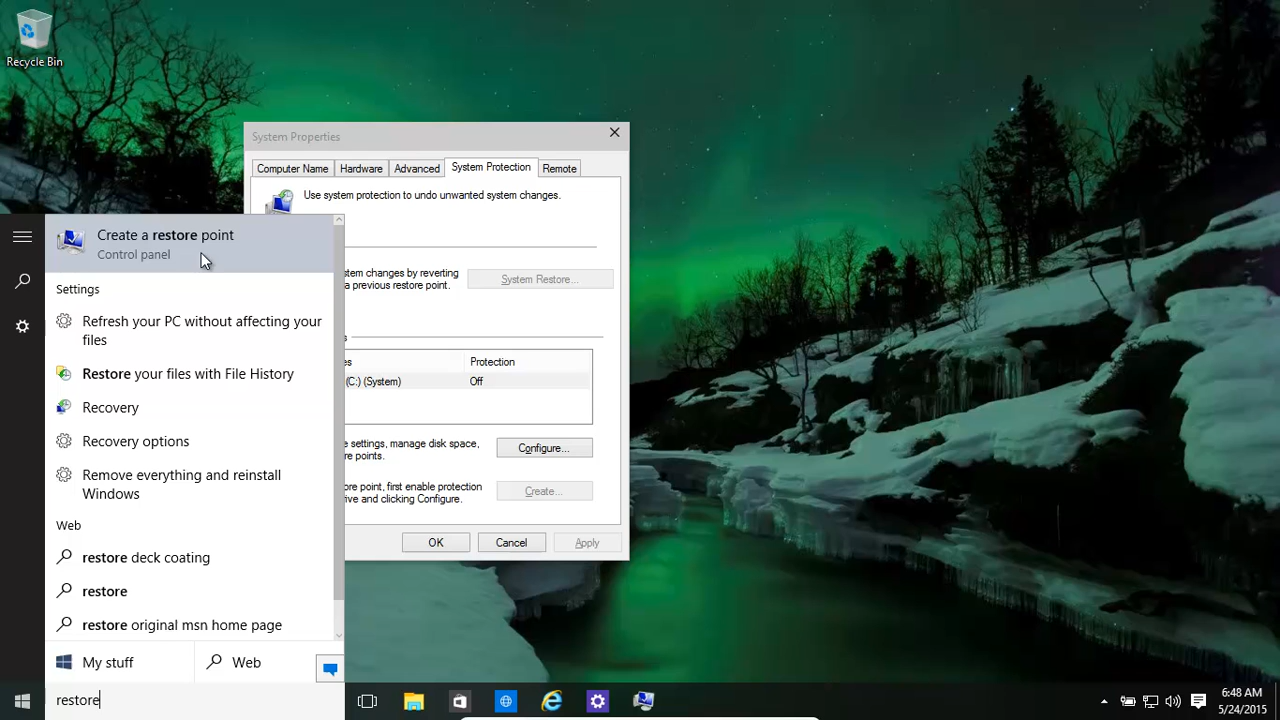 Recycle Bin
System Properties
Computer Name Hardware Advanced System Protection Remote
Use system protection to undo unwanted system changes.
Create a restore point
Control panel
Settings
Refresh your PC without affecting your
files
Restore your files with File History
Recovery
Recovery options
Remove everything and reinstall
Windows
Web
restore deck coating
restore
restore original msn home page
My stuff Web
restore
stem changes by reverting
a previous restore point.
System Restore...
Protection
(C:) (System) Off
e settings, manage disk space,
re points.
Configure...
ore point, first enable protection
rive and clicking Configure.
Create...
OK Cancel Apply
6:48 AM
5/24/2015